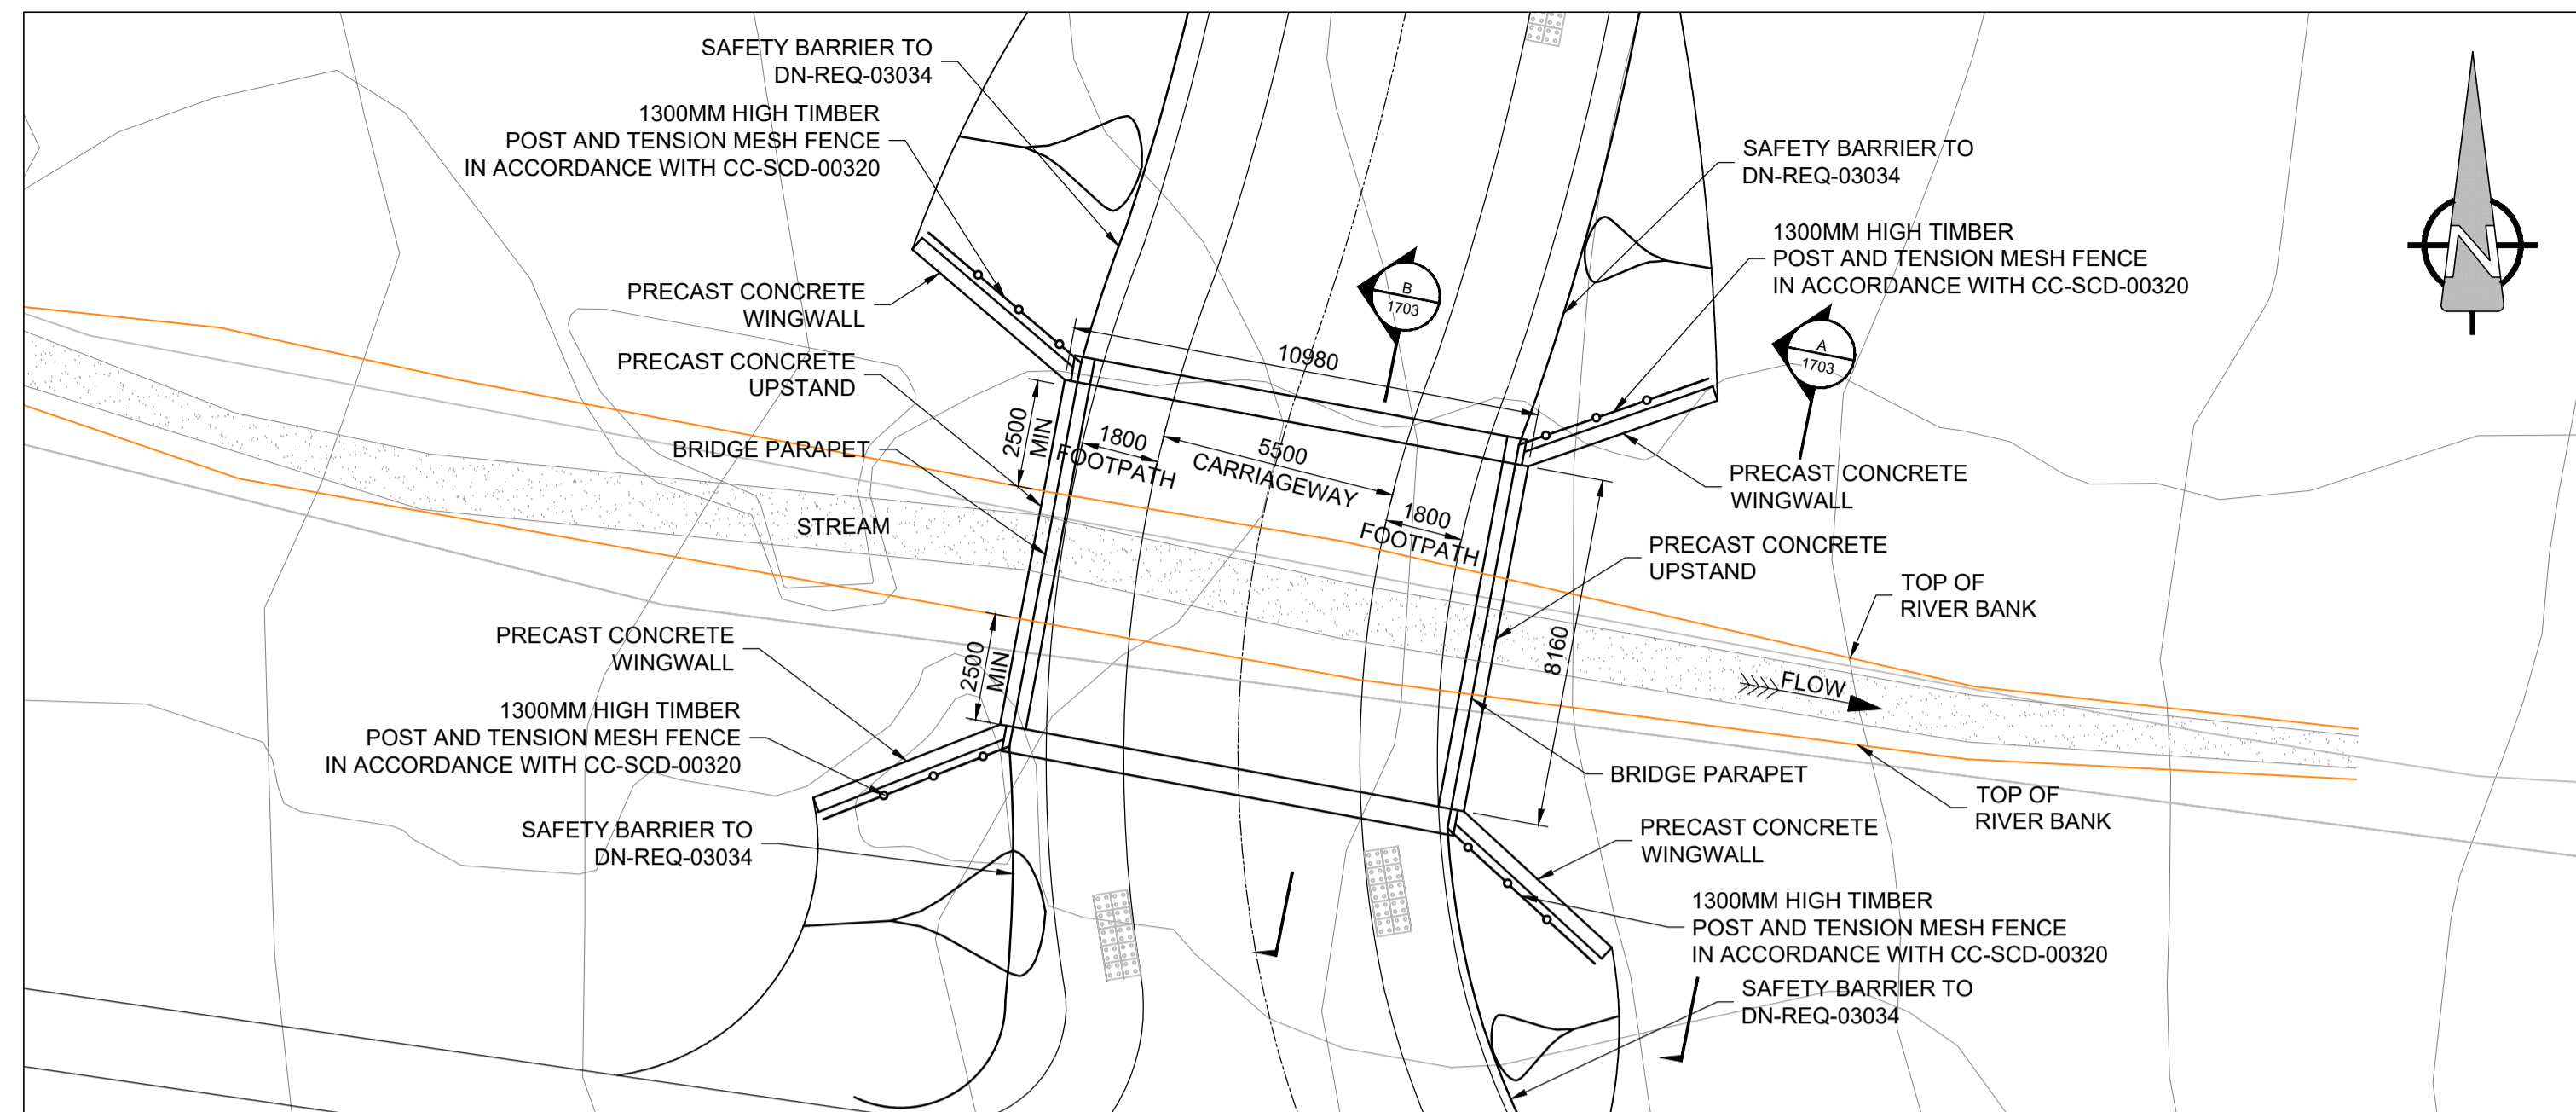 SAFETY BARRIER TO
DN-REQ-03034
1300MM HIGH TIMBER
POST AND TENSION MESH FENCE
IN ACCORDANCE WITH CC-SCD-00320
PRECAST CONCRETE
WINGWALL
PRECAST CONCRETE
UPSTAND
BRIDGE PARAPET
STREAM
PRECAST CONCRETE
WINGWALL
1300MM HIGH TIMBER
POST AND TENSION MESH FENCE
IN ACCORDANCE WITH CC-SCD-00320
SAFETY BARRIER TO
DN-REQ-03034
2500
MIN
2500
MIN
10980
1800
FOOTPATH
5500
CARRIAGEWAY
1800
FOOTPATH
8160
B
1703
A
1703
SAFETY BARRIER TO
DN-REQ-03034
1300MM HIGH TIMBER
POST AND TENSION MESH FENCE
IN ACCORDANCE WITH CC-SCD-00320
N
PRECAST CONCRETE
WINGWALL
PRECAST CONCRETE
UPSTAND
TOP OF
RIVER BANK
FLOW
BRIDGE PARAPET
TOP OF
RIVER BANK
PRECAST CONCRETE
WINGWALL
1300MM HIGH TIMBER
POST AND TENSION MESH FENCE
IN ACCORDANCE WITH CC-SCD-00320
SAFETY BARRIER TO
DN-REQ-03034